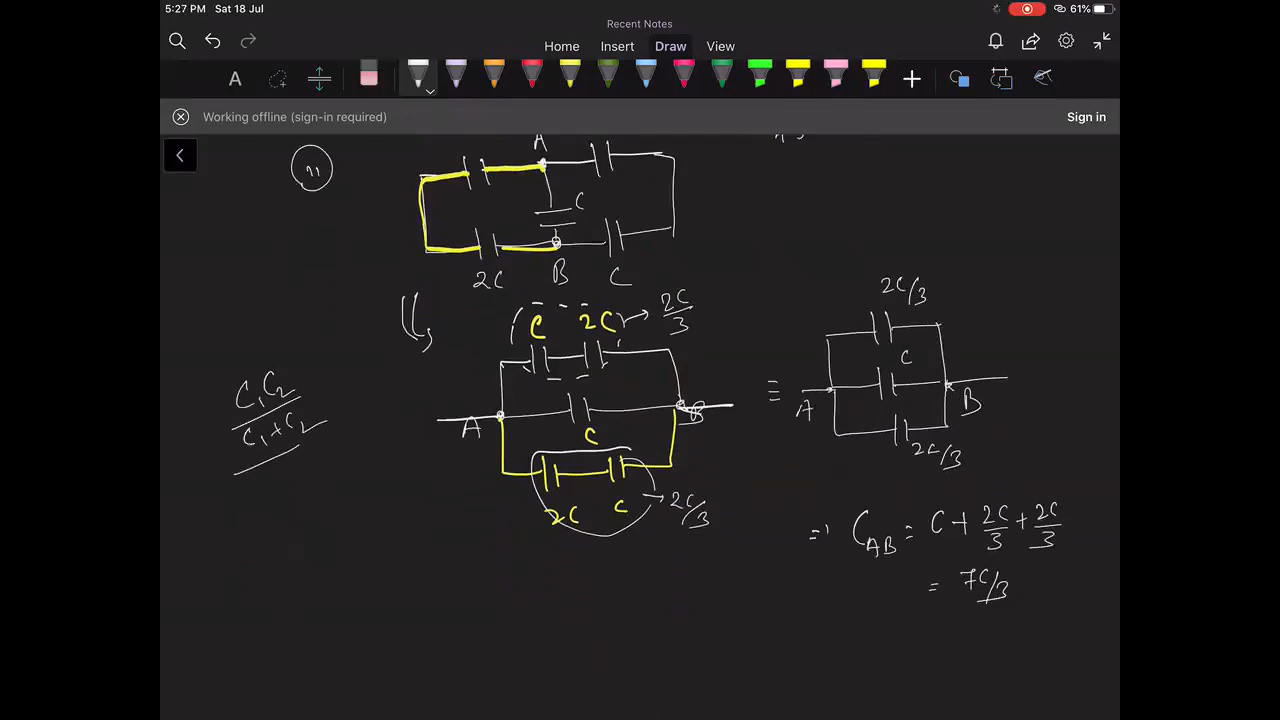 5:27 PM Sat 18 Jul
61%
Recent Notes
Home Insert Draw View
A
Working offline (sign-in required)
Sign in
A
C
2C
B
C
C 2C → 2C/3
A
B
C
2C C → 2C/3
C₁C₂/C₁+C₂
≡
2C/3
C
A
B
2C/3
⇒ C_AB = C + 2C/3 + 2C/3
= 7C/3